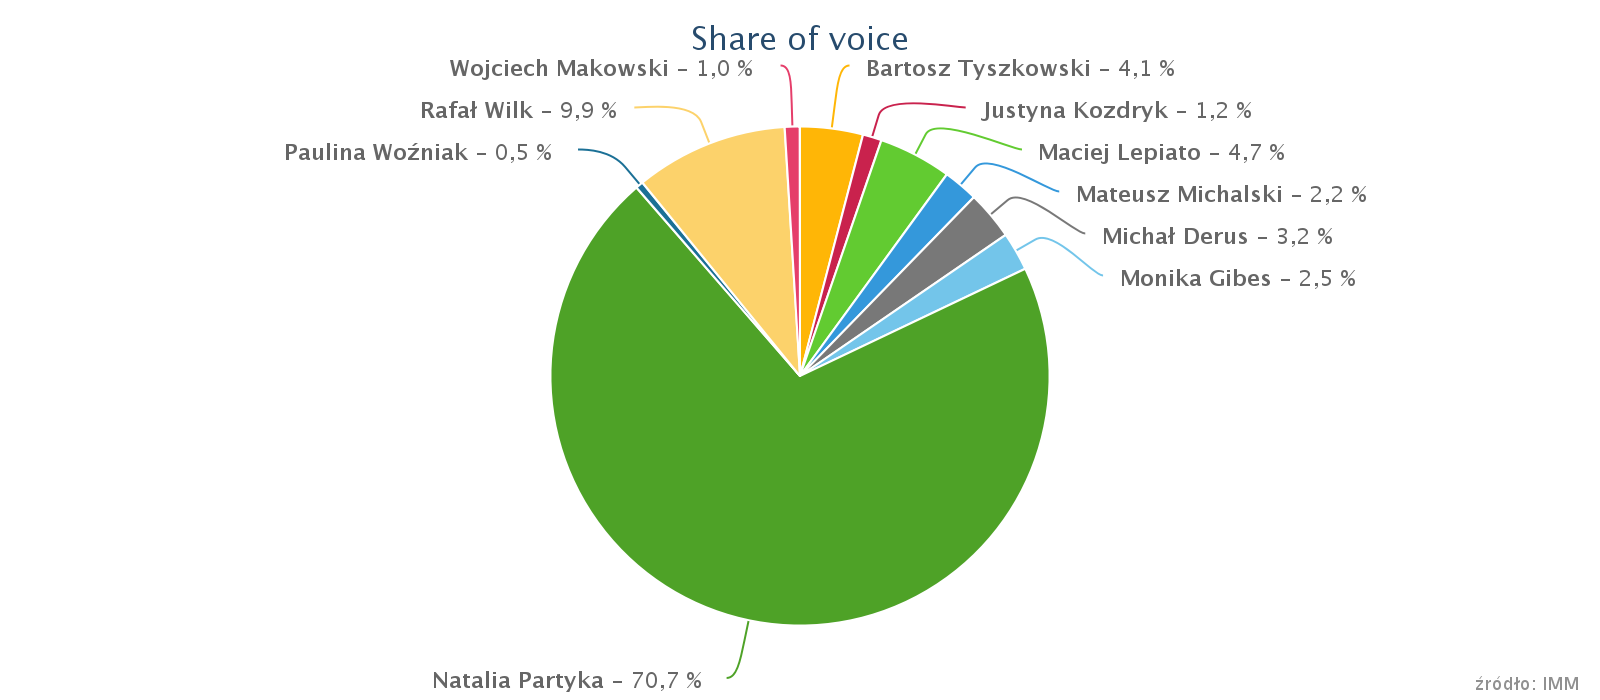 Share of voice
Wojciech Makowski – 1,0 %
Bartosz Tyszkowski – 4,1 %
Rafał Wilk – 9,9 %
Justyna Kozdryk – 1,2 %
Paulina Woźniak – 0,5 %
Maciej Lepiato – 4,7 %
Mateusz Michalski – 2,2 %
Michał Derus – 3,2 %
Monika Gibes – 2,5 %
Natalia Partyka – 70,7 %
źródło: IMM